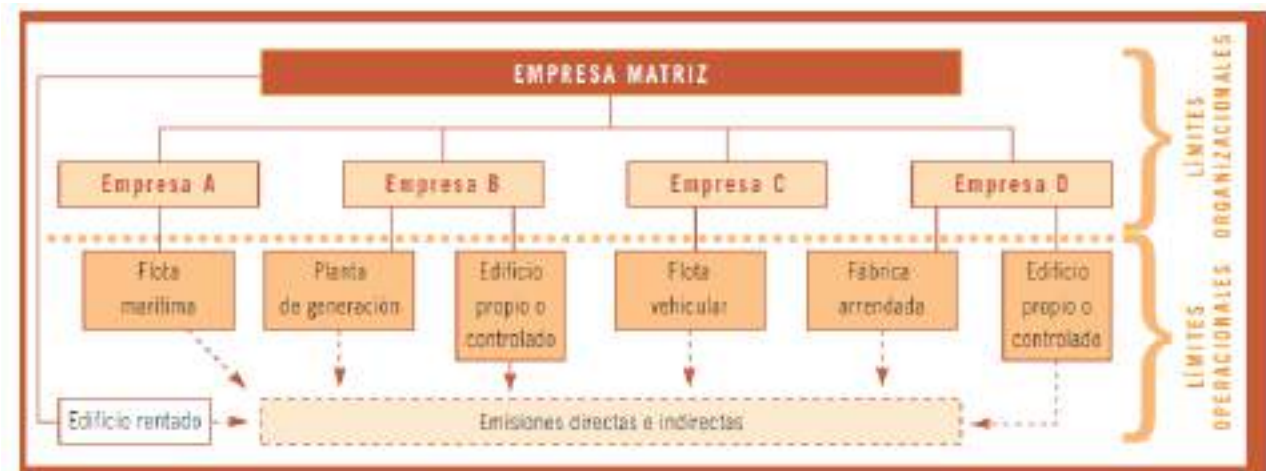 EMPRESA MATRIZ
Empresa A
Empresa B
Empresa C
Empresa D
LÍMITES
ORGANIZACIONALES
Flota
marítima
Planta
de generación
Edificio
propio o
controlado
Flota
vehicular
Fábrica
arrendada
Edificio
propio o
controlado
LÍMITES
OPERACIONALES
Edificio rentado
Emisiones directas e indirectas